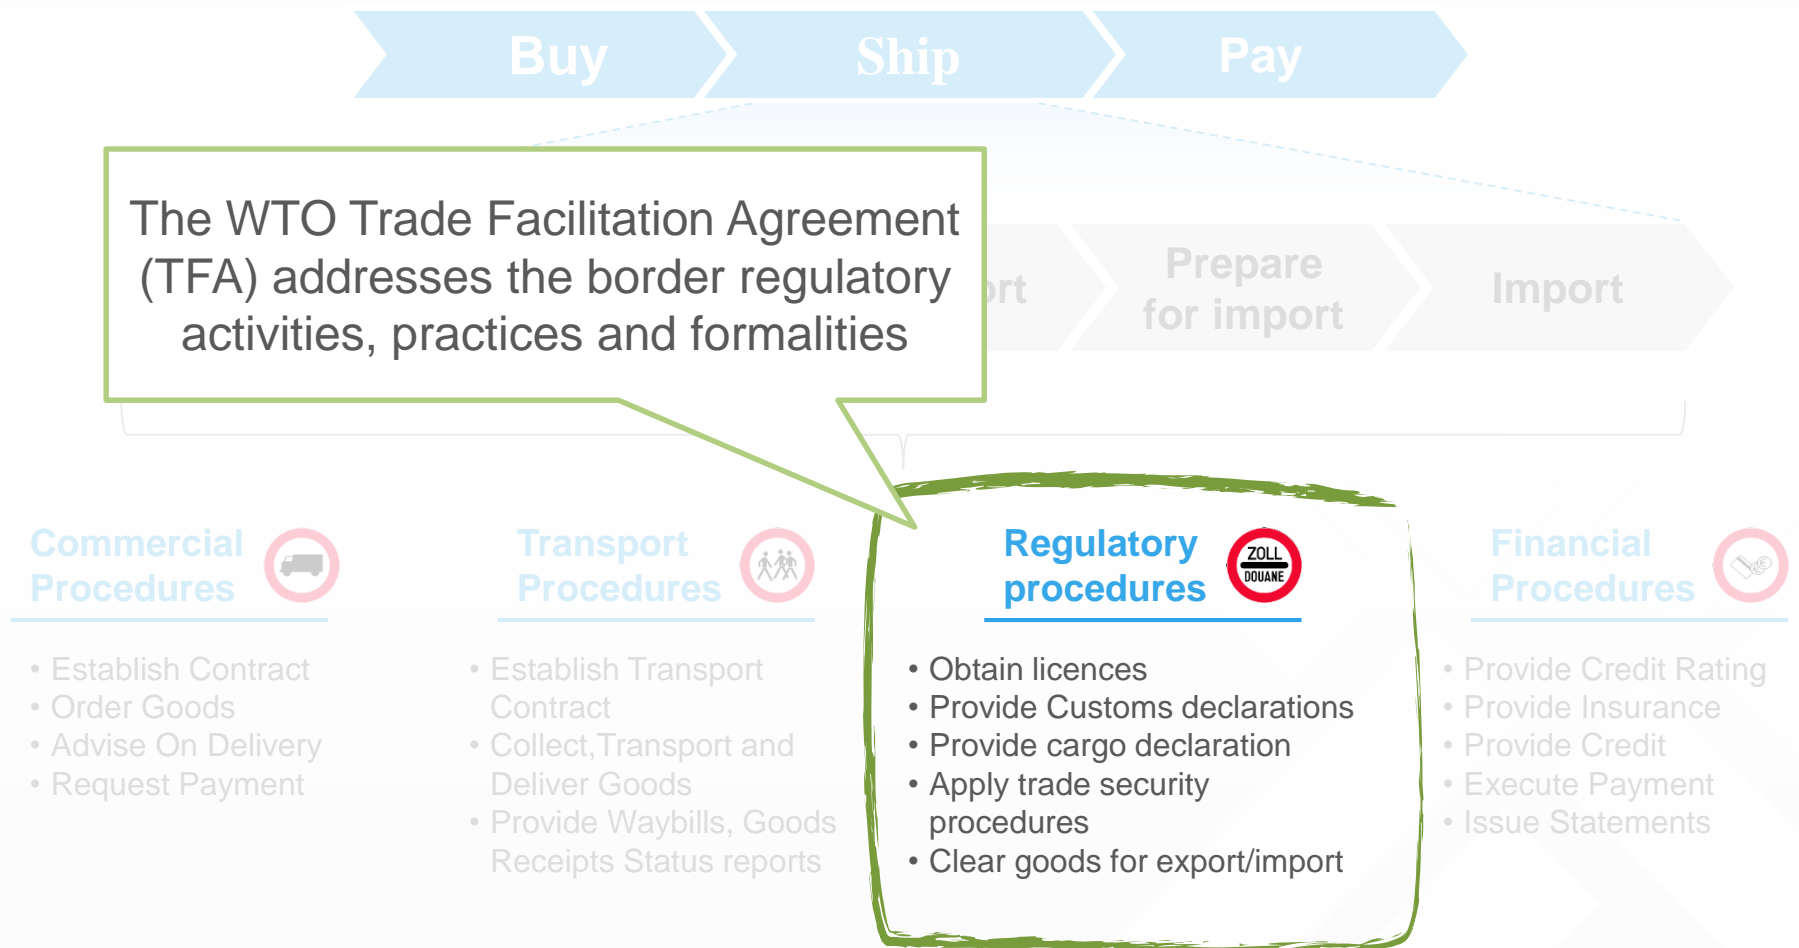 Buy
Ship
Pay
The WTO Trade Facilitation Agreement
(TFA) addresses the border regulatory
activities, practices and formalities
Prepare
for import
Import
Commercial
Procedures
• Establish Contract
• Order Goods
• Advise On Delivery
• Request Payment
Transport
Procedures
• Establish Transport
Contract
• Collect,Transport and
Deliver Goods
• Provide Waybills, Goods
Receipts Status reports
Regulatory
procedures
ZOLL
DOUANE
• Obtain licences
• Provide Customs declarations
• Provide cargo declaration
• Apply trade security
procedures
• Clear goods for export/import
Financial
Procedures
• Provide Credit Rating
• Provide Insurance
• Provide Credit
• Execute Payment
• Issue Statements